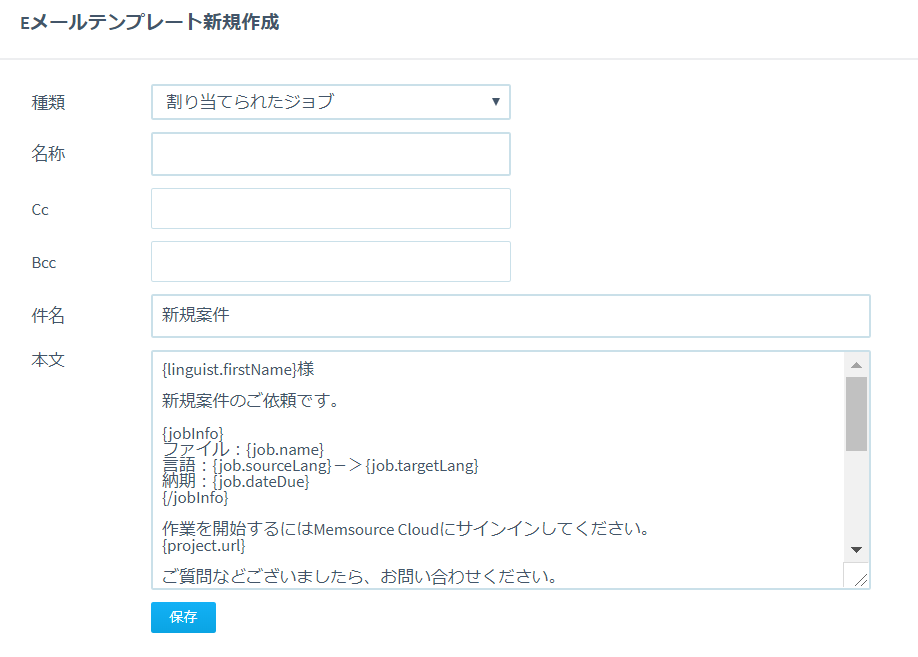 Eメールテンプレート新規作成
種類
割り当てられたジョブ
名称
Cc
Bcc
件名
新規案件
本文
{linguist.firstName}様
新規案件のご依頼です。
{jobInfo}
ファイル：{job.name}
言語：{job.sourceLang}－＞{job.targetLang}
納期：{job.dateDue}
{/jobInfo}
作業を開始するにはMemsource Cloudにサインインしてください。
{project.url}
ご質問などございましたら、お問い合わせください。
保存